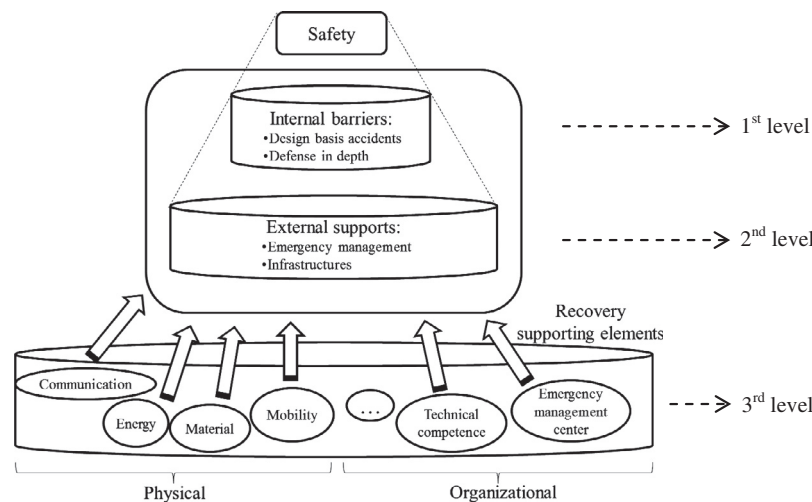 Safety
Internal barriers:
•Design basis accidents
•Defense in depth
1st level
External supports:
•Emergency management
•Infrastructures
2nd level
Recovery
supporting elements
Communication
Energy
Material
Mobility
...
Technical
competence
Emergency
management
center
3rd level
Physical
Organizational